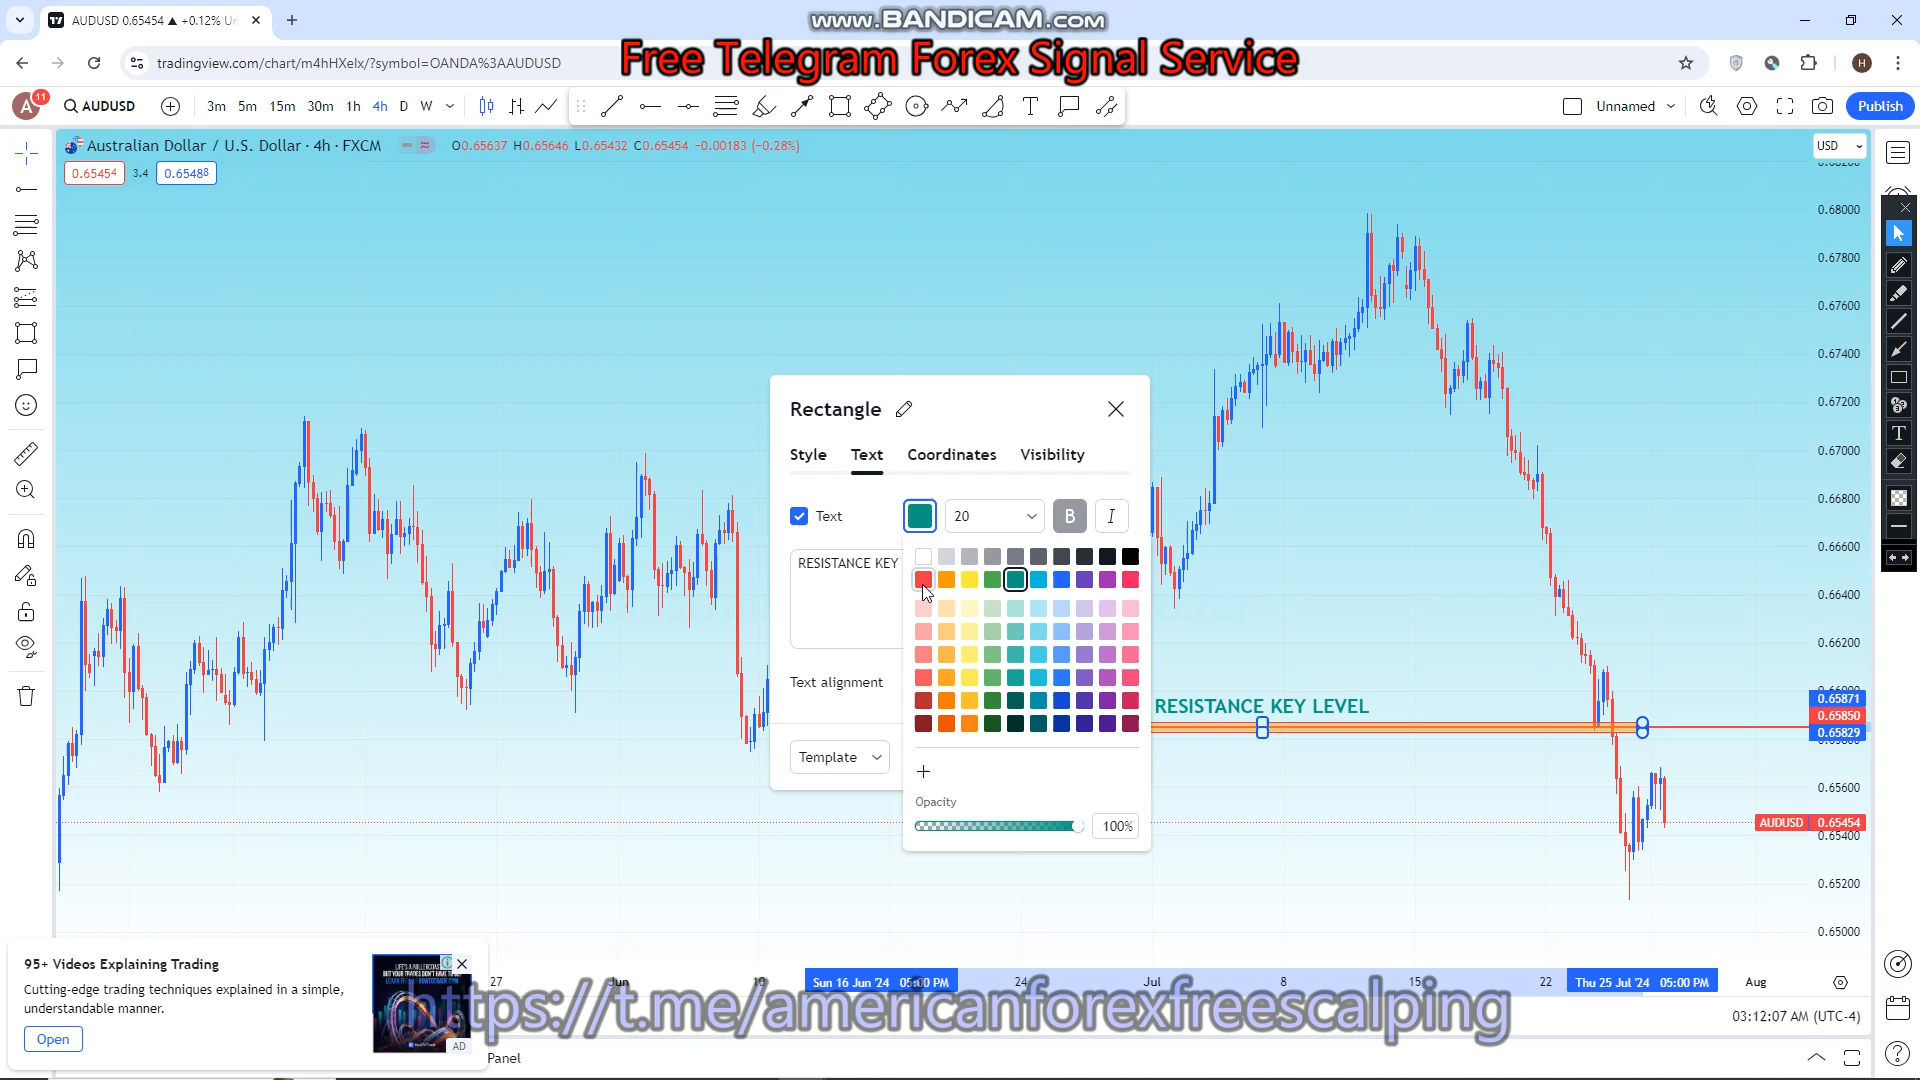 www.BANDICAM.com
AUDUSD 0.65454 ▲ +0.12% Un
tradingview.com/chart/m4hHXelx/?symbol=OANDA%3AAUDUSD
Free Telegram Forex Signal Service
H
A 11
AUDUSD
3m 5m 15m 30m 1h 4h D W
Unnamed
Publish
Australian Dollar / U.S. Dollar · 4h · FXCM
O0.65637 H0.65646 L0.65432 C0.65454 −0.00183 (−0.28%)
USD
0.65454 3.4 0.65488
0.68000
0.67800
0.67600
0.67400
0.67200
0.67000
0.66800
0.66600
0.66400
0.66200
0.65871
0.65850
0.65829
0.65600
AUDUSD 0.65454
0.65400
0.65200
0.65000
Rectangle
Style Text Coordinates Visibility
Text
20
B I
RESISTANCE KEY
Text alignment
Template
Opacity
100%
RESISTANCE KEY LEVEL
95+ Videos Explaining Trading
Cutting-edge trading techniques explained in a simple,
understandable manner.
Open
AD
27 Jun 10 Sun 16 Jun '24 05:00 PM 24 Jul 8 15 22 Thu 25 Jul '24 05:00 PM Aug
https://t.me/americanforexfreescalping
03:12:07 AM (UTC-4)
Panel